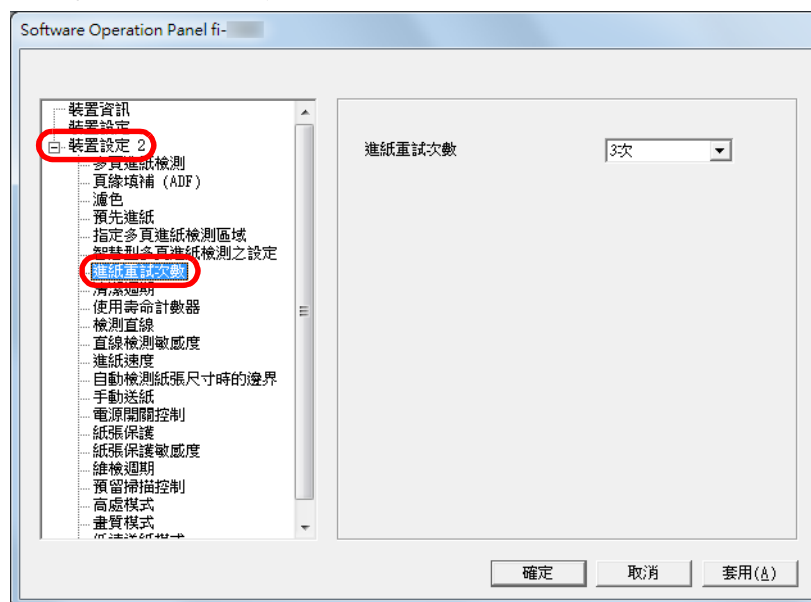 Software Operation Panel fi-
裝置資訊
裝置設定
裝置設定 2
多頁進紙檢測
頁緣填補 (ADF)
濾色
預先進紙
指定多頁進紙檢測區域
智慧型多頁進紙檢測之設定
進紙重試次數
清潔週期
使用壽命計數器
檢測直線
直線檢測敏感度
進紙速度
自動檢測紙張尺寸時的邊界
手動送紙
電源開關控制
紙張保護
紙張保護敏感度
維檢週期
預留掃描控制
高處模式
畫質模式
低速送紙模式
進紙重試次數
3次
確定
取消
套用(A)